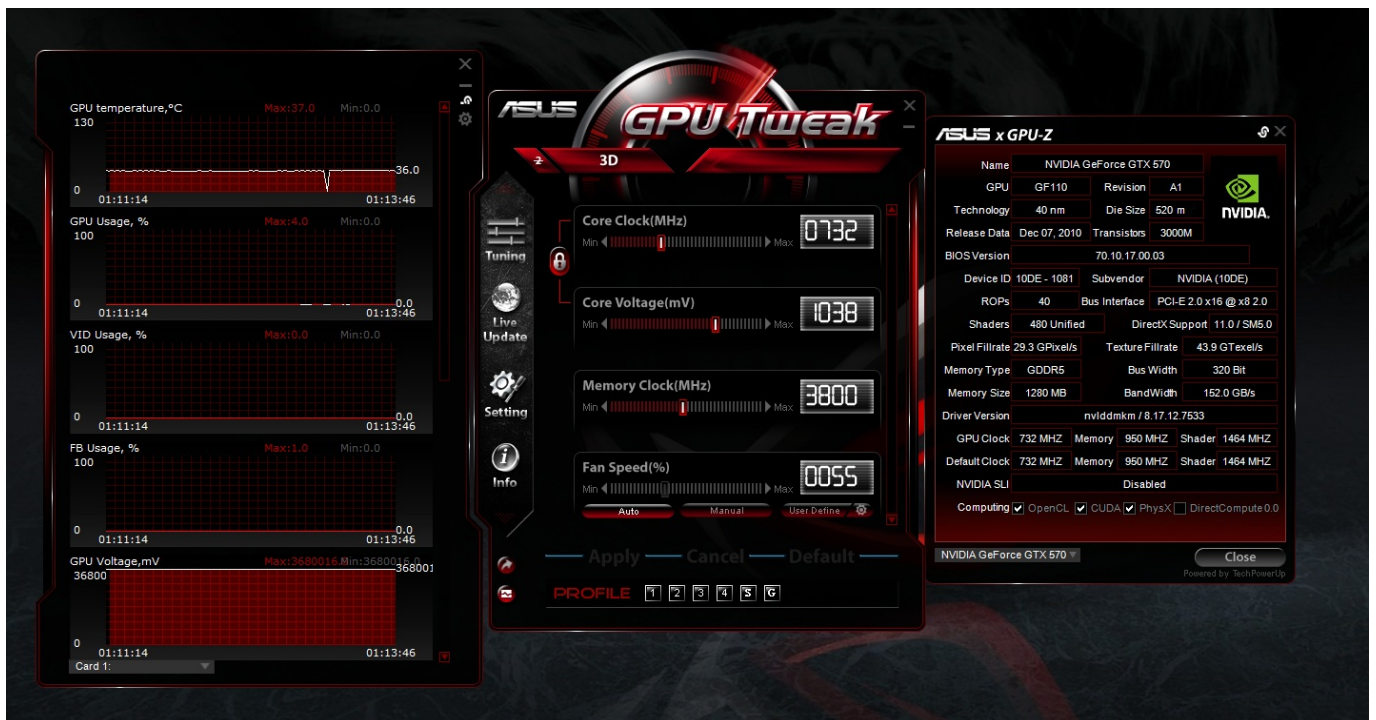 GPU temperature,°C Max:37.0 Min:0.0
130
36.0
0
01:11:14 01:13:46
GPU Usage, % Max:4.0 Min:0.0
100
0 0.0
01:11:14 01:13:46
VID Usage, % Max:0.0 Min:0.0
100
0 0.0
01:11:14 01:13:46
FB Usage, % Max:1.0 Min:0.0
100
0 0.0
01:11:14 01:13:46
GPU Voltage,mV Max:3680016.0 Min:3680016.0
36800 368001
0
01:11:14 01:13:46
Card 1:
ASUS GPU Tweak
2 3D
Tuning
Live
Update
Setting
Info
Core Clock(MHz)
Min Max 0732
Core Voltage(mV)
Min Max 1038
Memory Clock(MHz)
Min Max 3800
Fan Speed(%)
Min Max 0055
Auto Manual User Define
Apply Cancel Default
PROFILE 1 2 3 4 S G
ASUS x GPU-Z
Name NVIDIA GeForce GTX 570
GPU GF110 Revision A1
Technology 40 nm Die Size 520 m
NVIDIA.
Release Data Dec 07, 2010 Transistors 3000M
BIOS Version 70.10.17.00.03
Device ID 10DE - 1081 Subvendor NVIDIA (10DE)
ROPs 40 Bus Interface PCI-E 2.0 x16 @ x8 2.0
Shaders 480 Unified DirectX Support 11.0 / SM5.0
Pixel Fillrate 29.3 GPixel/s Texture Fillrate 43.9 GTexel/s
Memory Type GDDR5 Bus Width 320 Bit
Memory Size 1280 MB BandWidth 152.0 GB/s
Driver Version nvlddmkm / 8.17.12.7533
GPU Clock 732 MHZ Memory 950 MHZ Shader 1464 MHZ
Default Clock 732 MHZ Memory 950 MHZ Shader 1464 MHZ
NVIDIA SLI Disabled
Computing OpenCL CUDA PhysX DirectCompute 0.0
NVIDIA GeForce GTX 570 Close
Powered by TechPowerUp